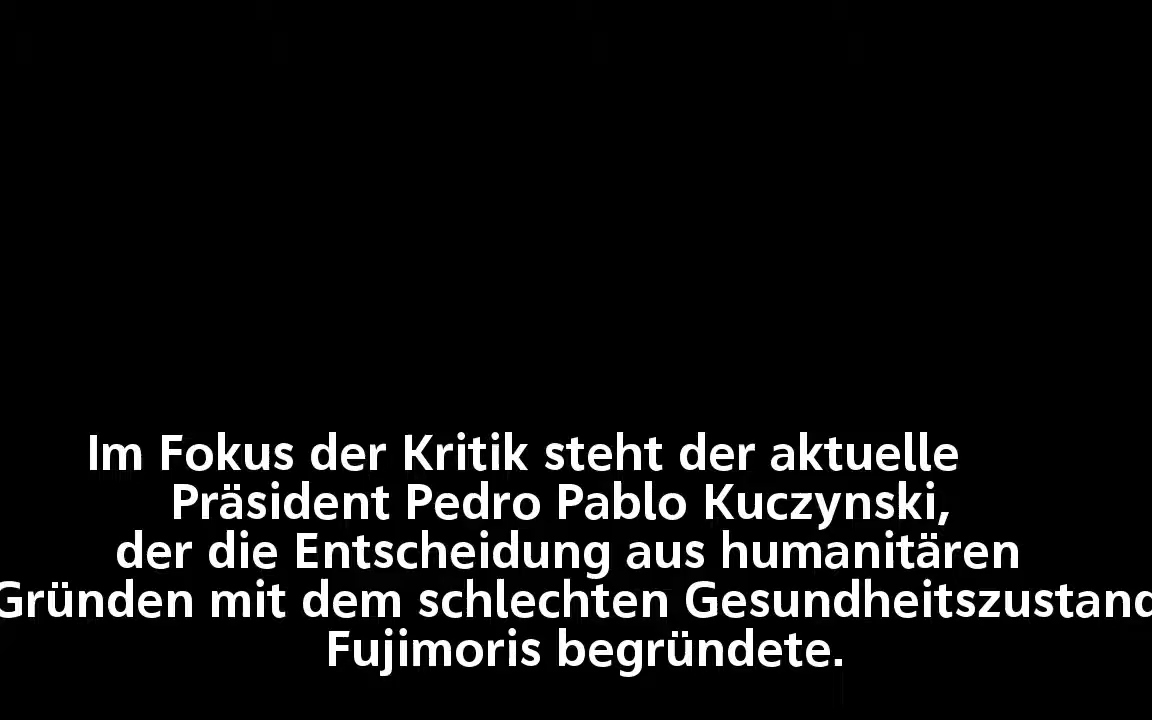 Im Fokus der Kritik steht der aktuelle
Präsident Pedro Pablo Kuczynski,
der die Entscheidung aus humanitären
Gründen mit dem schlechten Gesundheitszustand
Fujimoris begründete.